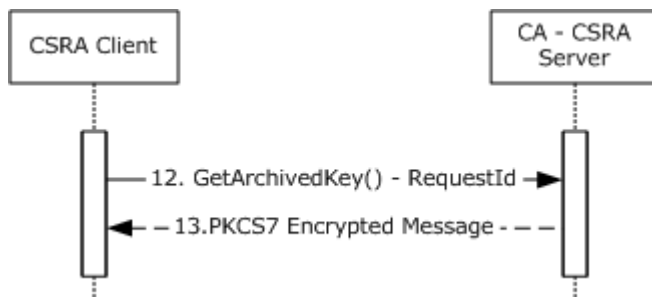 CSRA Client
CA - CSRA
Server
12. GetArchivedKey() - RequestId
13.PKCS7 Encrypted Message